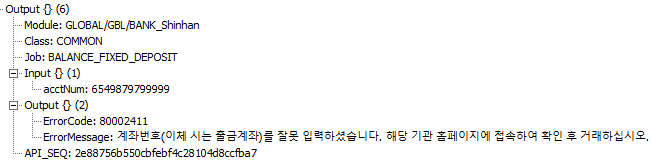 Output {} (6)
Module: GLOBAL/GBL/BANK_Shinhan
Class: COMMON
Job: BALANCE_FIXED_DEPOSIT
Input {} (1)
acctNum: 6549879799999
Output {} (2)
ErrorCode: 80002411
ErrorMessage: 계좌번호(이체 시는 출금계좌)를 잘못 입력하셨습니다. 해당 기관 홈페이지에 접속하여 확인 후 거래하십시오.
API_SEQ: 2e88756b550cbfebf4c28104d8ccfba7